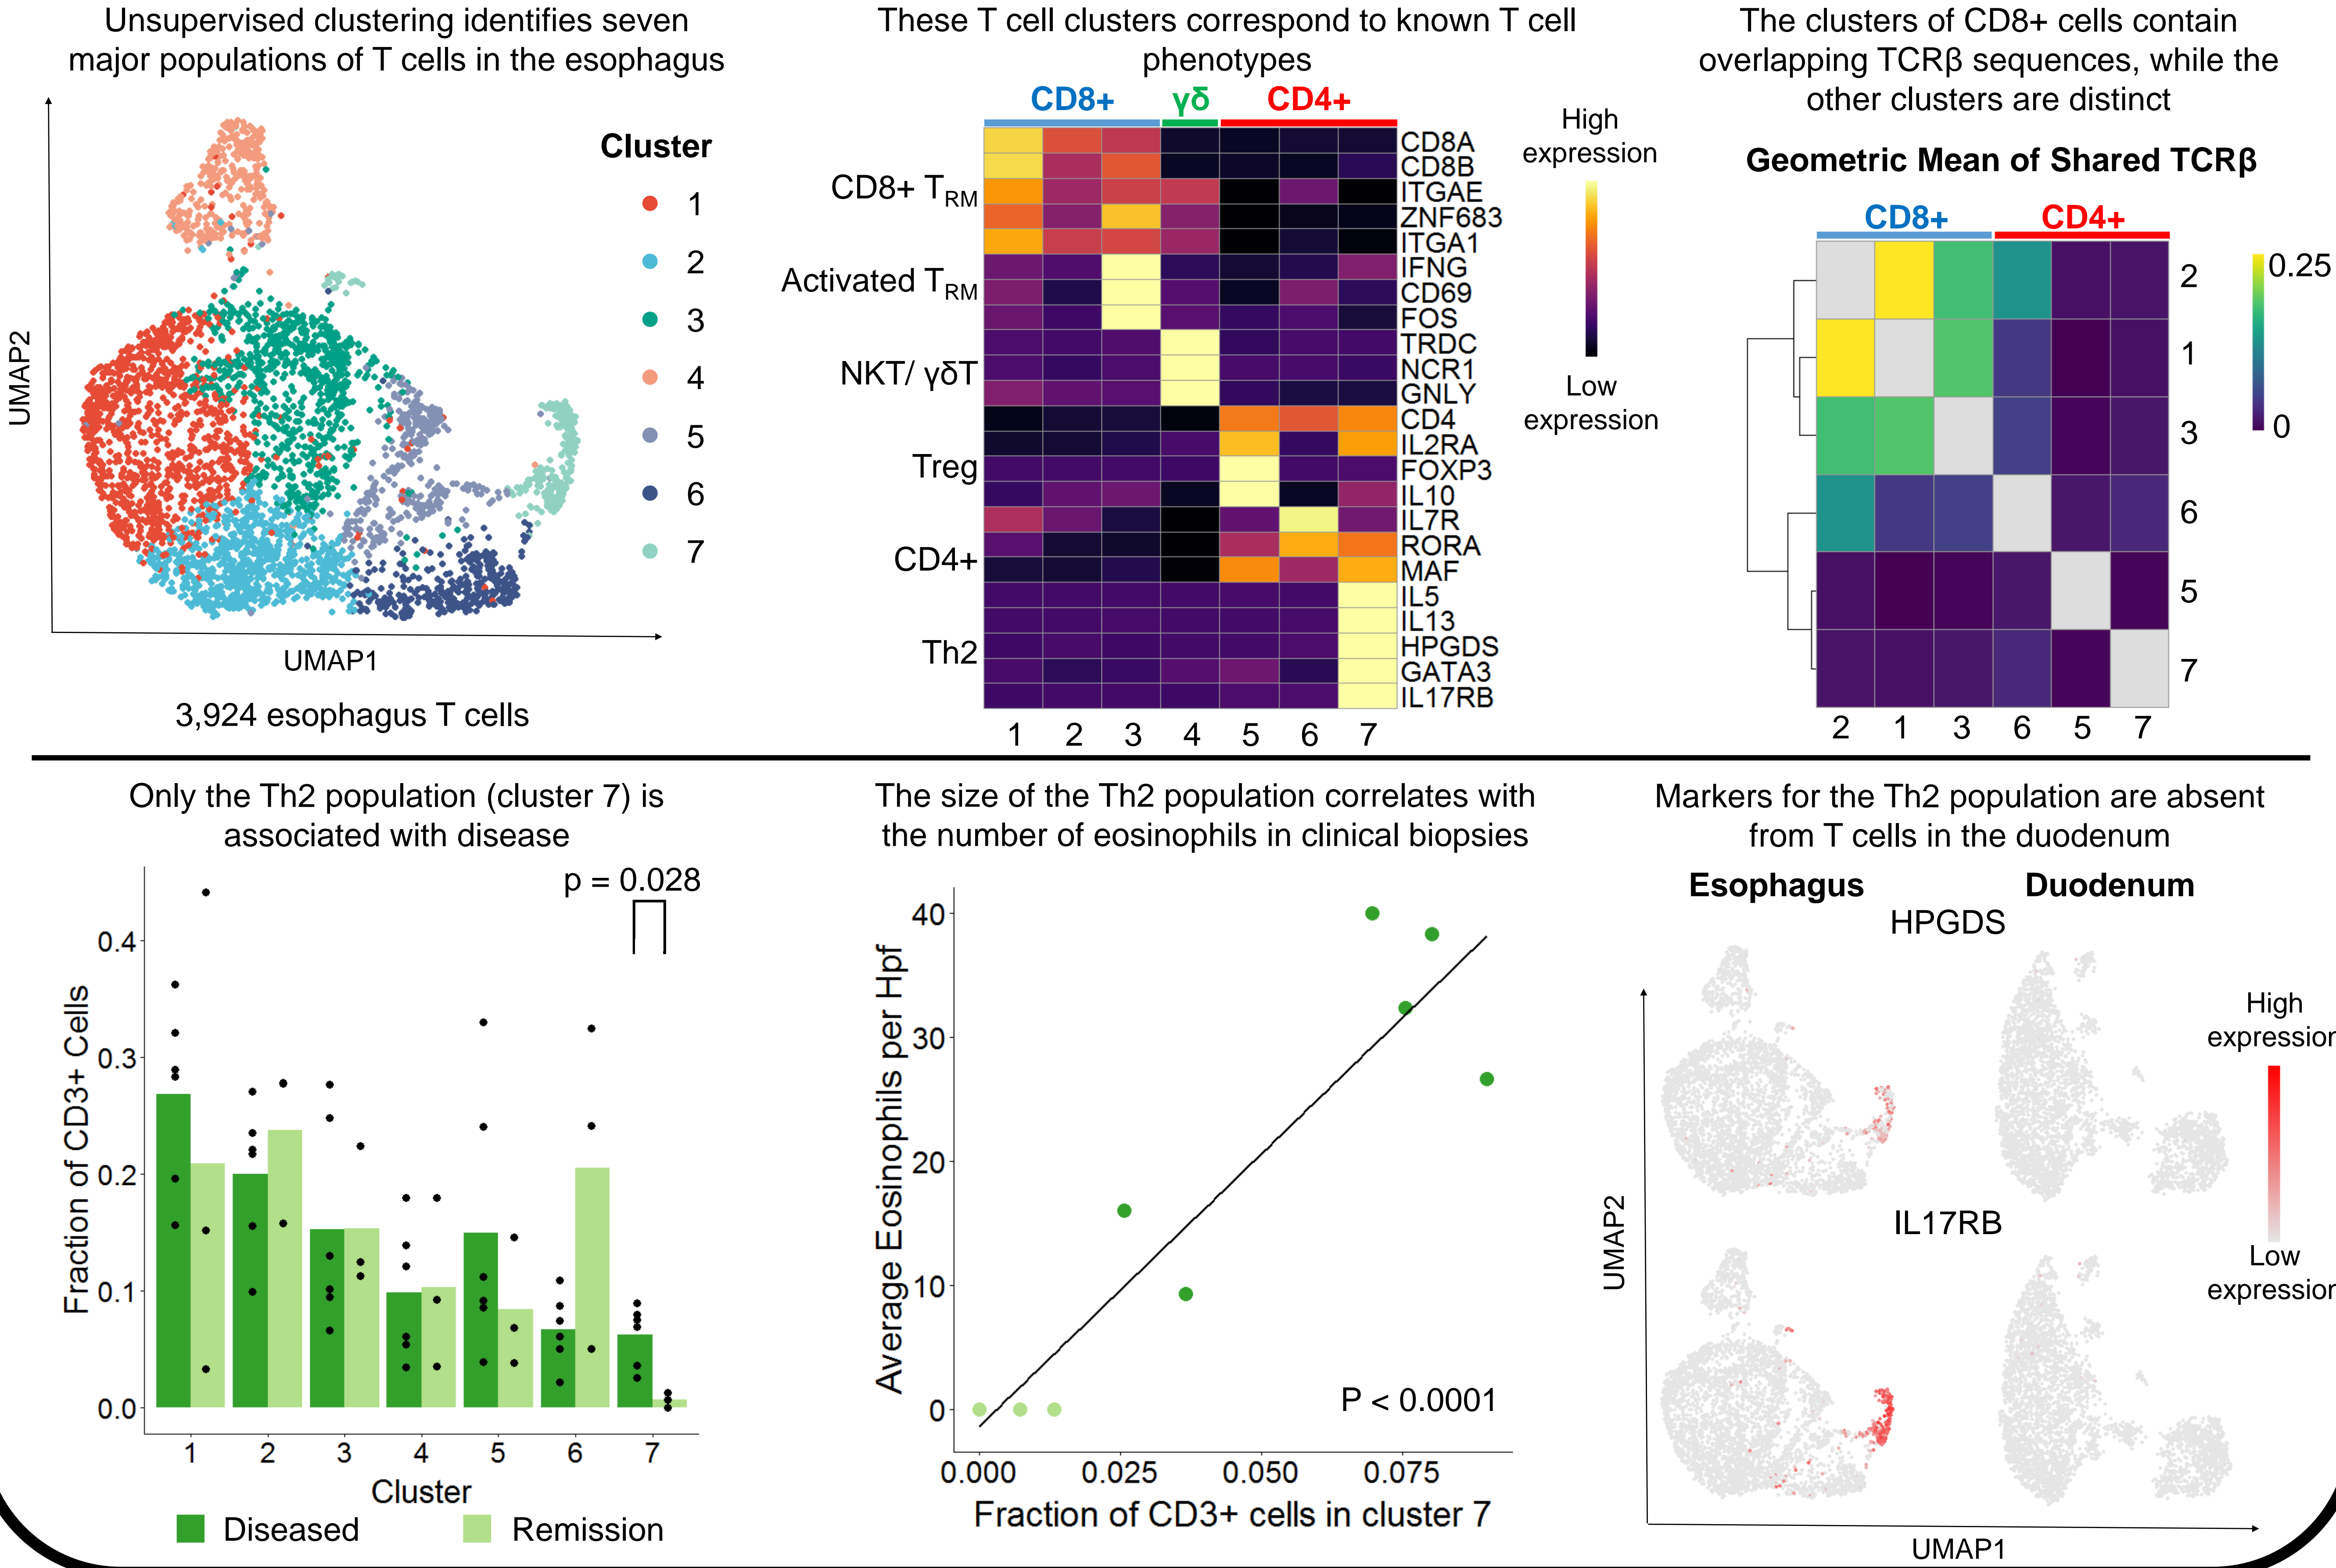 Unsupervised clustering identifies seven
major populations of T cells in the esophagus
Cluster
1
2
3
4
5
6
7
UMAP2
UMAP1
3,924 esophagus T cells
These T cell clusters correspond to known T cell
phenotypes
CD8+ γδ CD4+
CD8+ TRM
Activated TRM
NKT/ γδT
Treg
CD4+
Th2
CD8A
CD8B
ITGAE
ZNF683
ITGA1
IFNG
CD69
FOS
TRDC
NCR1
GNLY
CD4
IL2RA
FOXP3
IL10
IL7R
RORA
MAF
IL5
IL13
HPGDS
GATA3
IL17RB
1 2 3 4 5 6 7
High
expression
Low
expression
The clusters of CD8+ cells contain
overlapping TCRβ sequences, while the
other clusters are distinct
Geometric Mean of Shared TCRβ
CD8+ CD4+
2
1
3
6
5
7
2 1 3 6 5 7
0.25
0
Only the Th2 population (cluster 7) is
associated with disease
p = 0.028
Fraction of CD3+ Cells
0.4
0.3
0.2
0.1
0.0
1 2 3 4 5 6 7
Cluster
Diseased Remission
The size of the Th2 population correlates with
the number of eosinophils in clinical biopsies
Average Eosinophils per Hpf
40
30
20
10
0
P < 0.0001
0.000 0.025 0.050 0.075
Fraction of CD3+ cells in cluster 7
Markers for the Th2 population are absent
from T cells in the duodenum
Esophagus Duodenum
HPGDS
IL17RB
High
expression
Low
expression
UMAP2
UMAP1